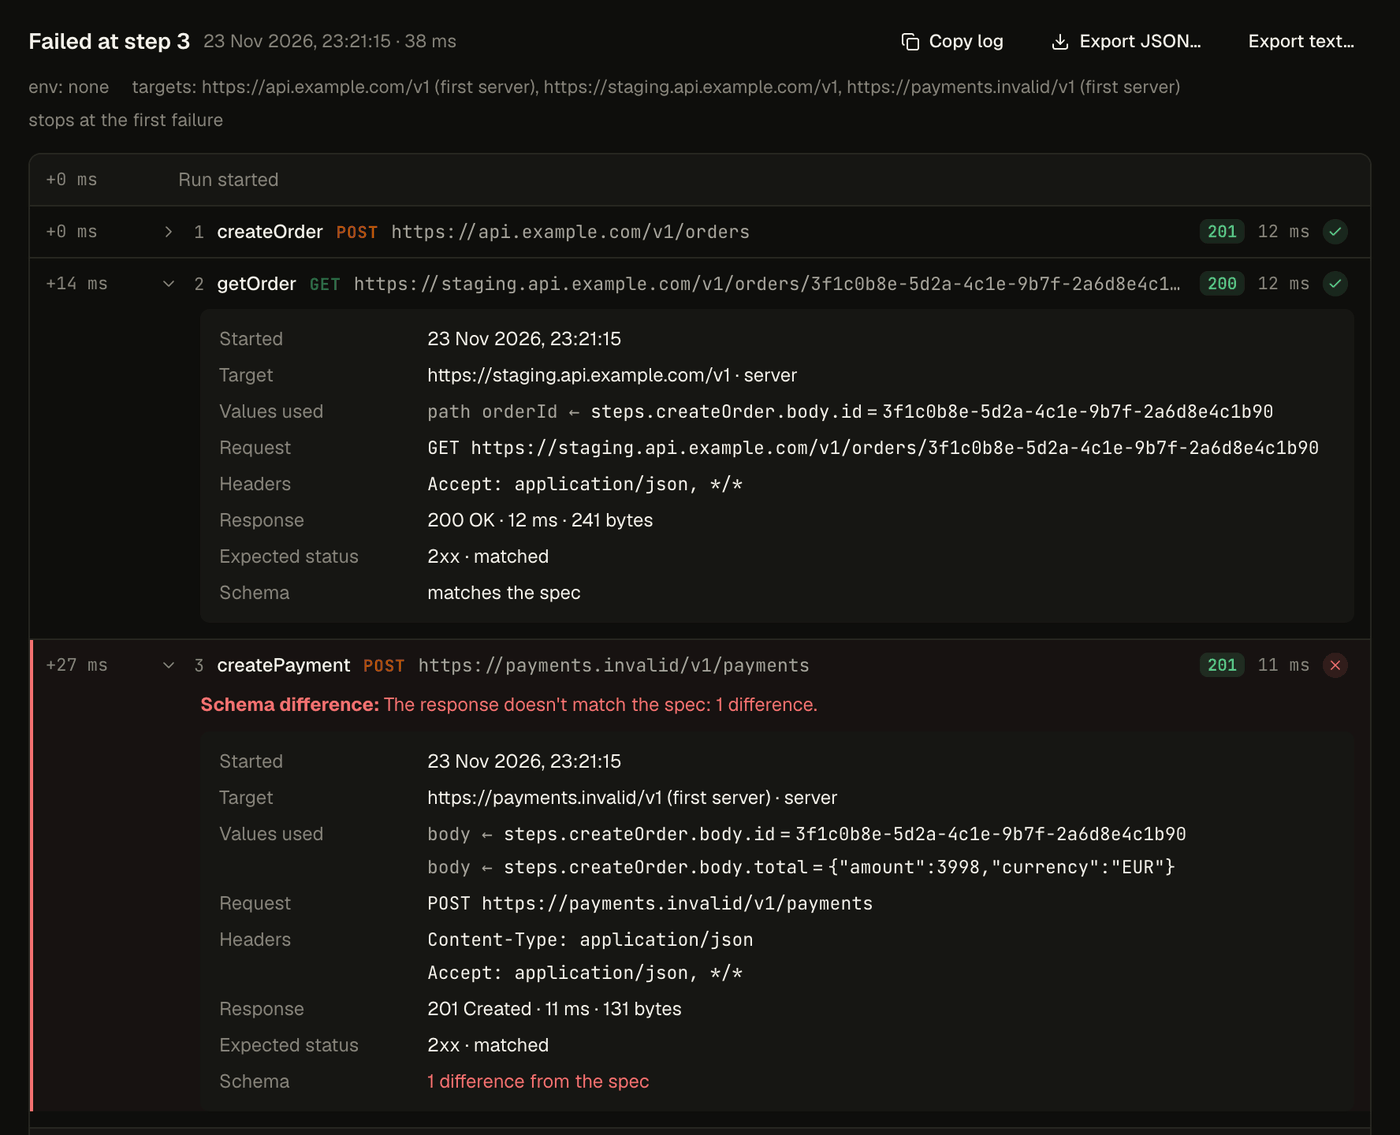 Failed at step 3 23 Nov 2026, 23:21:15 · 38 ms Copy log Export JSON... Export text...
env: none targets: https://api.example.com/v1 (first server), https://staging.api.example.com/v1, https://payments.invalid/v1 (first server)
stops at the first failure
+0 ms Run started
+0 ms 1 createOrder POST https://api.example.com/v1/orders 201 12 ms
+14 ms 2 getOrder GET https://staging.api.example.com/v1/orders/3f1c0b8e-5d2a-4c1e-9b7f-2a6d8e4c1… 200 12 ms
Started 23 Nov 2026, 23:21:15
Target https://staging.api.example.com/v1 · server
Values used path orderId ← steps.createOrder.body.id = 3f1c0b8e-5d2a-4c1e-9b7f-2a6d8e4c1b90
Request GET https://staging.api.example.com/v1/orders/3f1c0b8e-5d2a-4c1e-9b7f-2a6d8e4c1b90
Headers Accept: application/json, */*
Response 200 OK · 12 ms · 241 bytes
Expected status 2xx · matched
Schema matches the spec
+27 ms 3 createPayment POST https://payments.invalid/v1/payments 201 11 ms
Schema difference: The response doesn't match the spec: 1 difference.
Started 23 Nov 2026, 23:21:15
Target https://payments.invalid/v1 (first server) · server
Values used body ← steps.createOrder.body.id = 3f1c0b8e-5d2a-4c1e-9b7f-2a6d8e4c1b90
body ← steps.createOrder.body.total = {"amount":3998,"currency":"EUR"}
Request POST https://payments.invalid/v1/payments
Headers Content-Type: application/json
Accept: application/json, */*
Response 201 Created · 11 ms · 131 bytes
Expected status 2xx · matched
Schema 1 difference from the spec